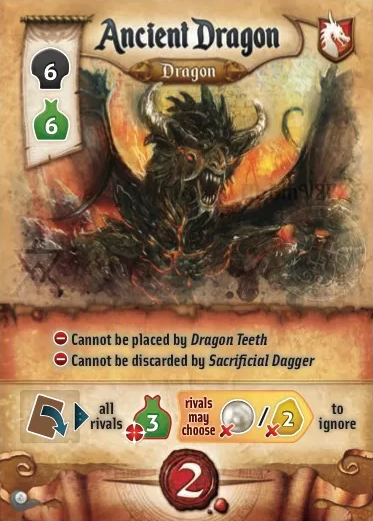 Ancient Dragon
Dragon
6
6
Cannot be placed by Dragon Teeth
Cannot be discarded by Sacrificial Dagger
all rivals
3
rivals may choose
/
2
to ignore
2